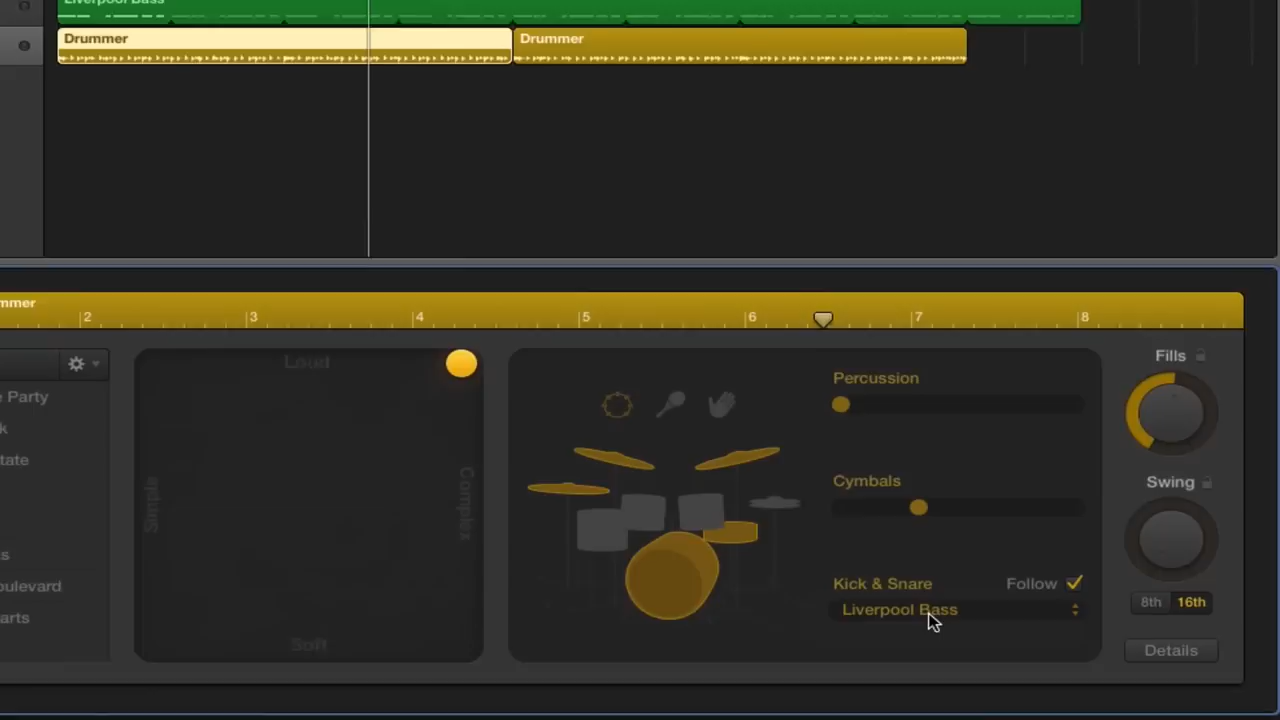 Liverpool Bass
Drummer
Drummer
mmer
2
3
4
5
6
7
8
e Party
k
tate
s
oulevard
arts
Loud
Simple
Complex
Soft
Percussion
Cymbals
Kick & Snare
Follow
Liverpool Bass
Fills
Swing
8th
16th
Details